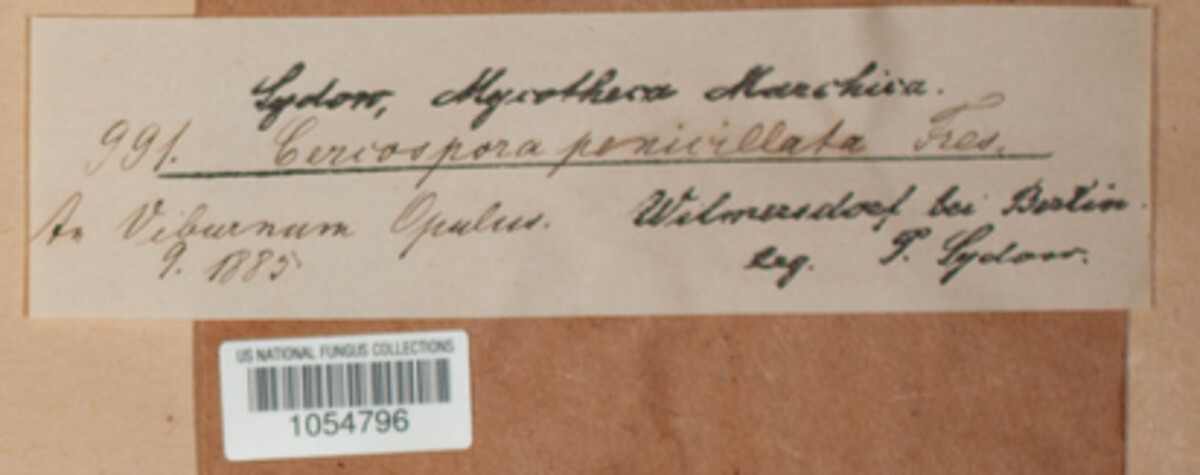 Sydow, Mycotheca Marchica.
991. Cercospora penicillata Fres.
An Viburnum Opulus. Wilmersdorf bei Berlin.
9. 1885 leg. P. Sydow.
US NATIONAL FUNGUS COLLECTIONS
1054796